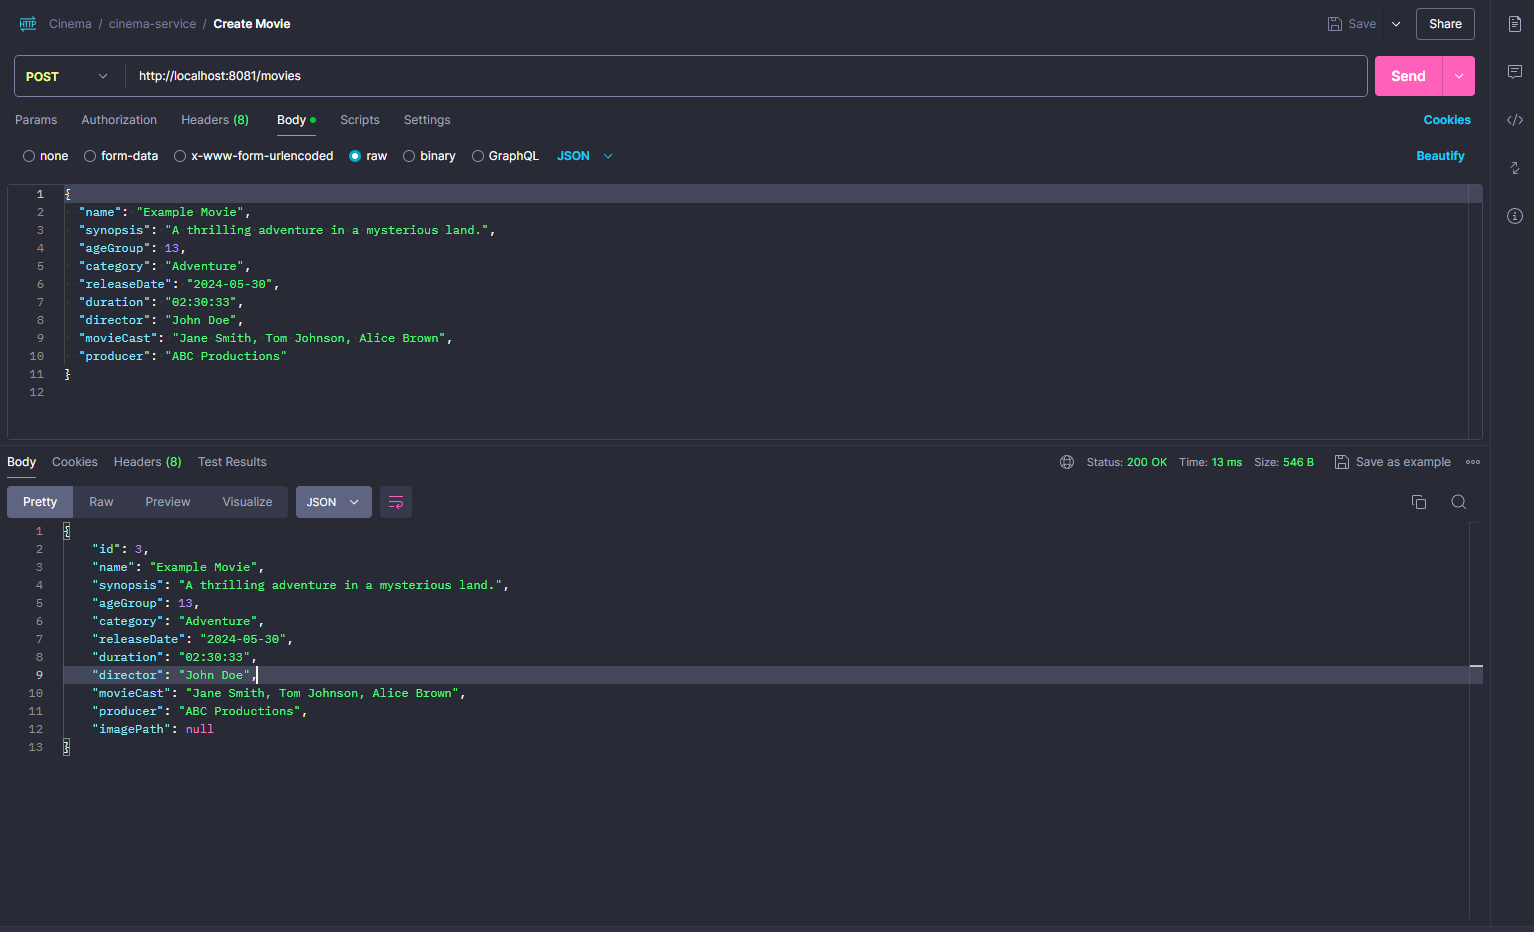 HTTP Cinema / cinema-service / Create Movie Save Share
POST http://localhost:8081/movies Send
Params Authorization Headers (8) Body Scripts Settings Cookies
none form-data x-www-form-urlencoded raw binary GraphQL JSON Beautify
1 {
2 "name": "Example Movie",
3 "synopsis": "A thrilling adventure in a mysterious land.",
4 "ageGroup": 13,
5 "category": "Adventure",
6 "releaseDate": "2024-05-30",
7 "duration": "02:30:33",
8 "director": "John Doe",
9 "movieCast": "Jane Smith, Tom Johnson, Alice Brown",
10 "producer": "ABC Productions"
11 }
12
Body Cookies Headers (8) Test Results Status: 200 OK Time: 13 ms Size: 546 B Save as example
Pretty Raw Preview Visualize JSON
1 {
2 "id": 3,
3 "name": "Example Movie",
4 "synopsis": "A thrilling adventure in a mysterious land.",
5 "ageGroup": 13,
6 "category": "Adventure",
7 "releaseDate": "2024-05-30",
8 "duration": "02:30:33",
9 "director": "John Doe",
10 "movieCast": "Jane Smith, Tom Johnson, Alice Brown",
11 "producer": "ABC Productions",
12 "imagePath": null
13 }